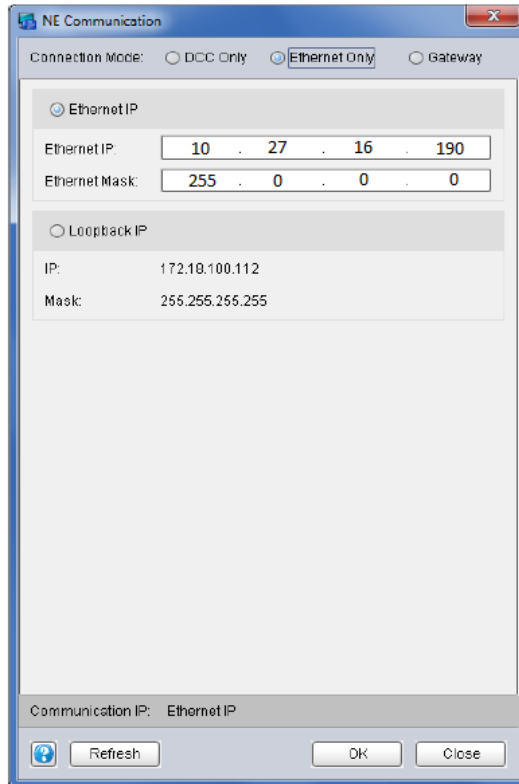 NE Communication
Connection Mode: DCC Only Ethernet Only Gateway
Ethernet IP
Ethernet IP: 10 . 27 . 16 . 190
Ethernet Mask: 255 . 0 . 0 . 0
Loopback IP
IP: 172.18.100.112
Mask: 255.255.255.255
Communication IP: Ethernet IP
? Refresh OK Close